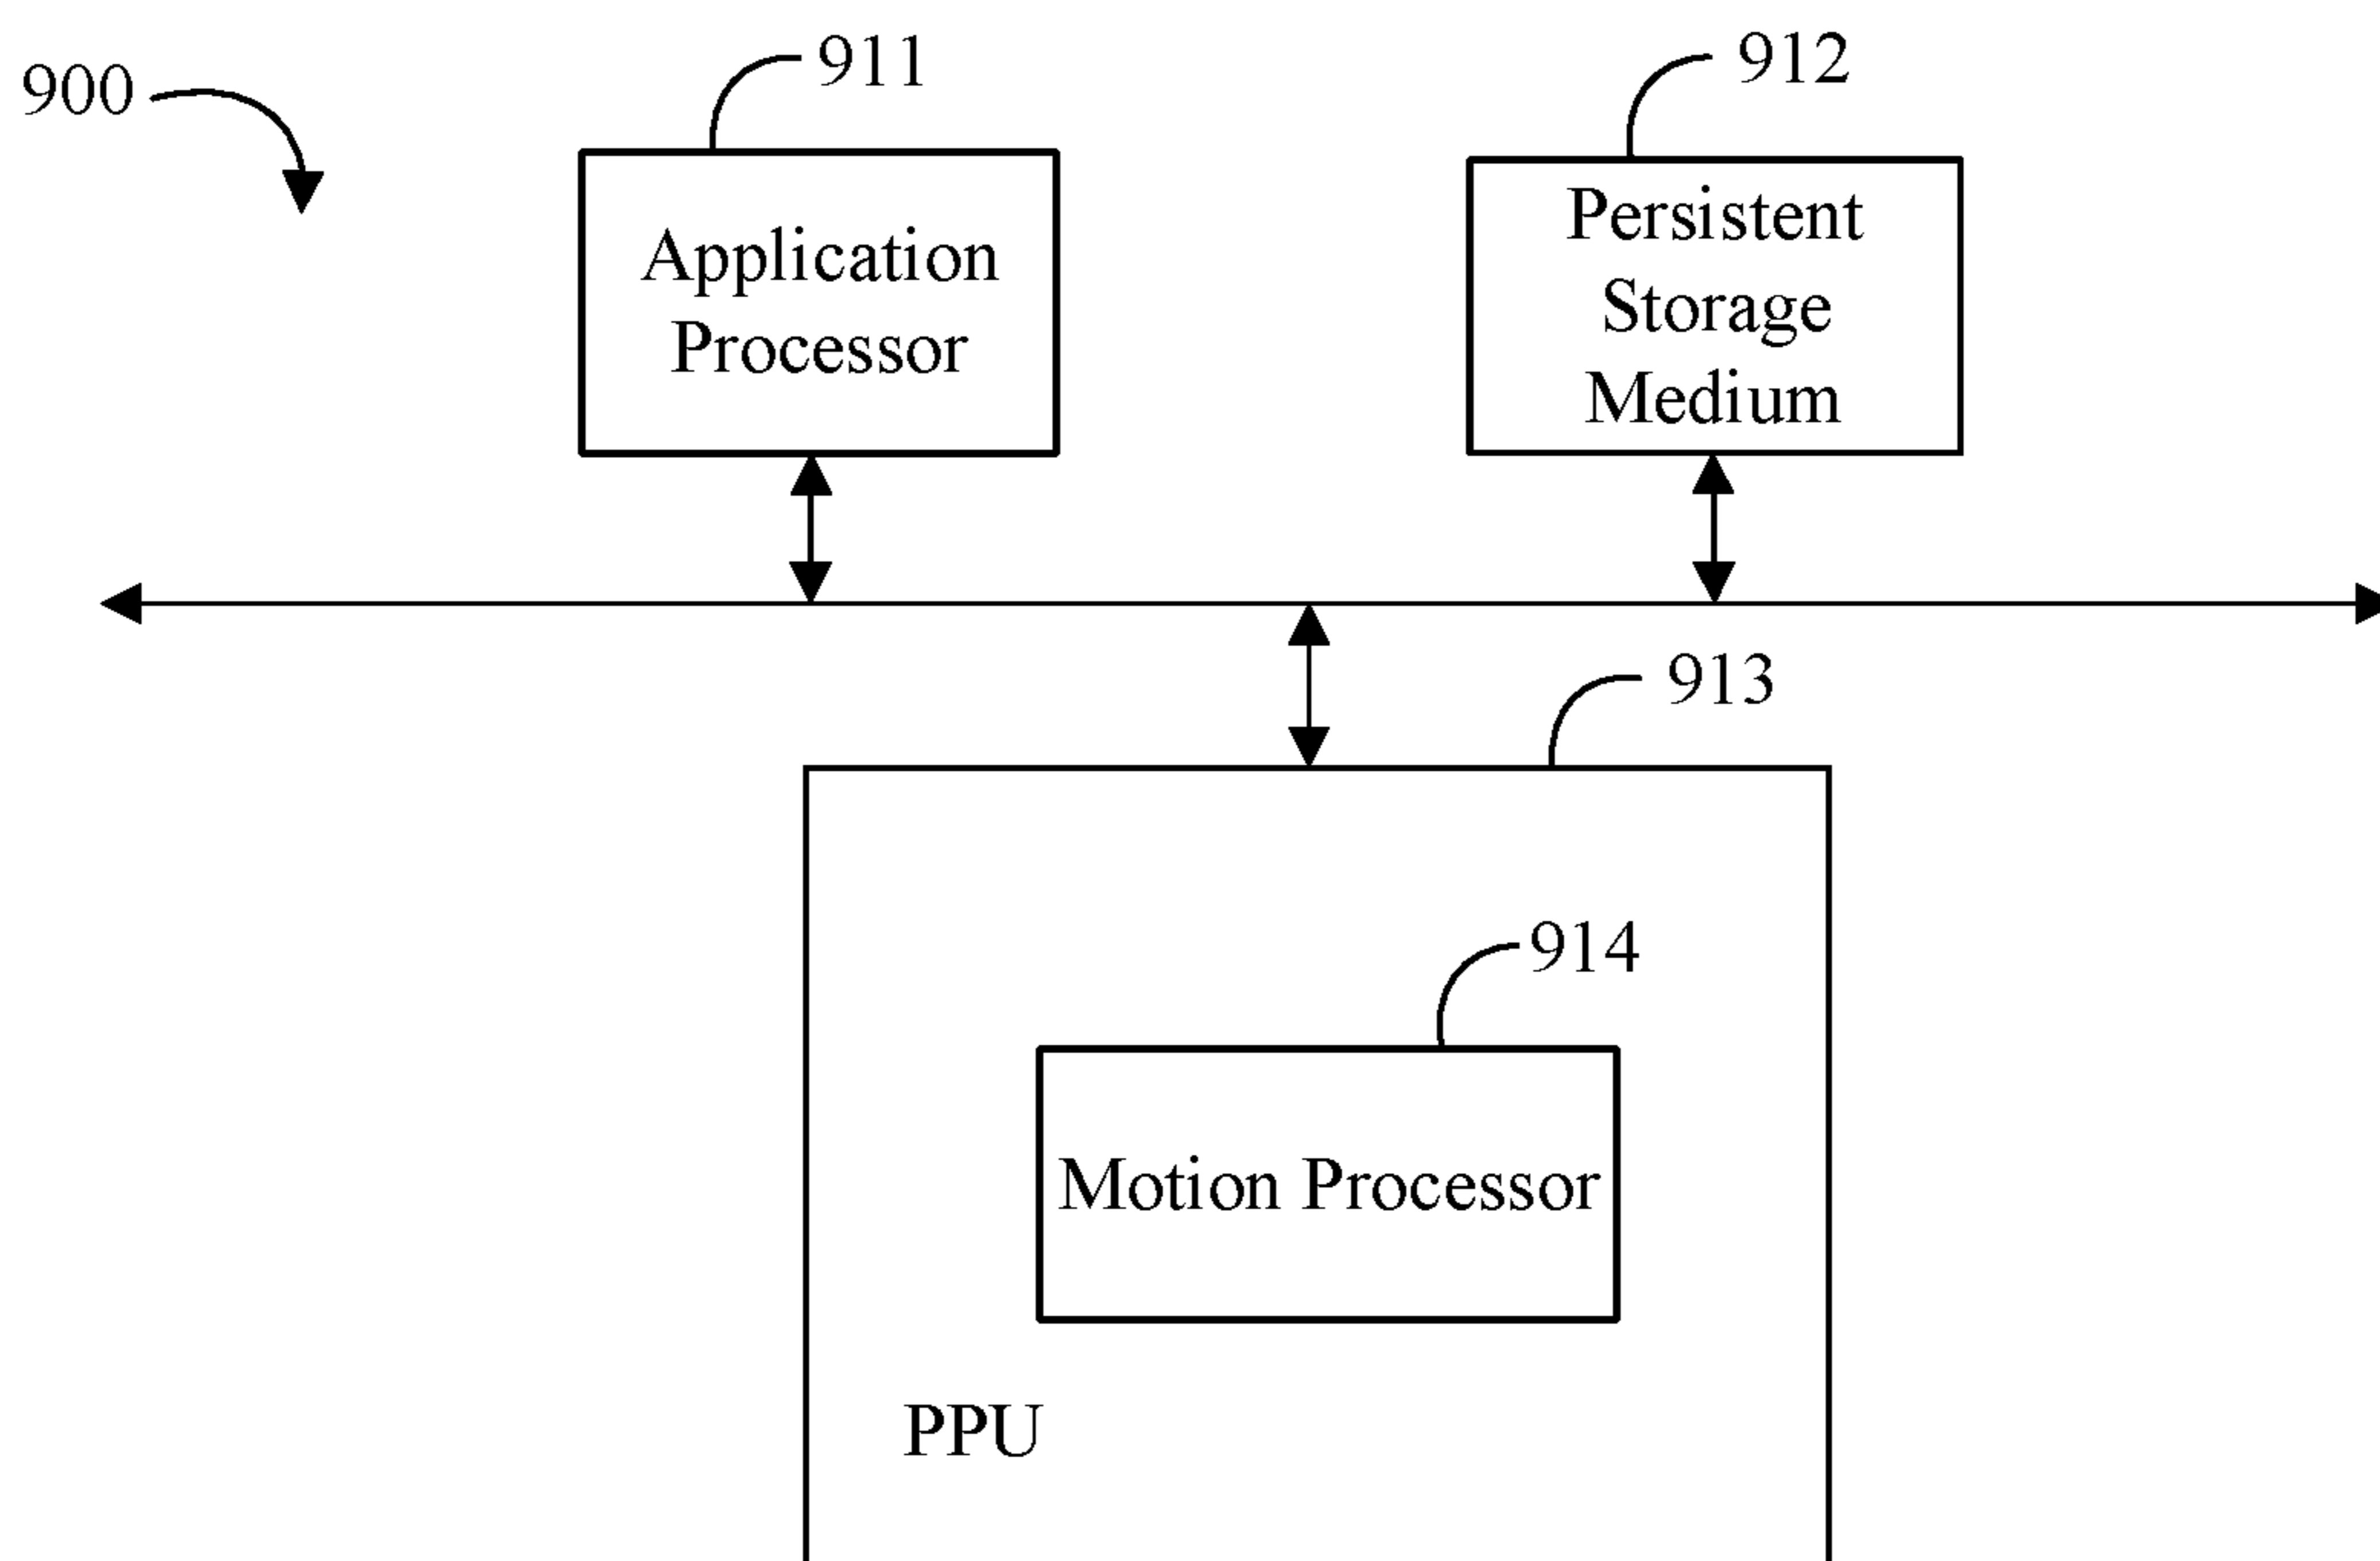 900
911
912
Application
Processor
Persistent
Storage
Medium
913
914
Motion Processor
PPU